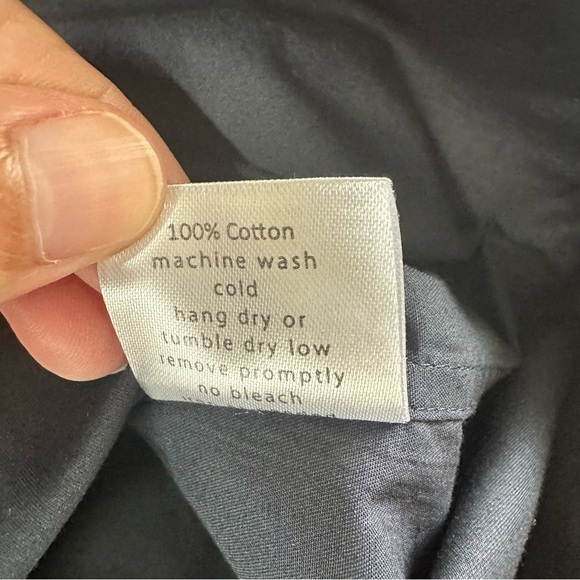 100% Cotton
machine wash
cold
hang dry or
tumble dry low
remove promptly
no bleach